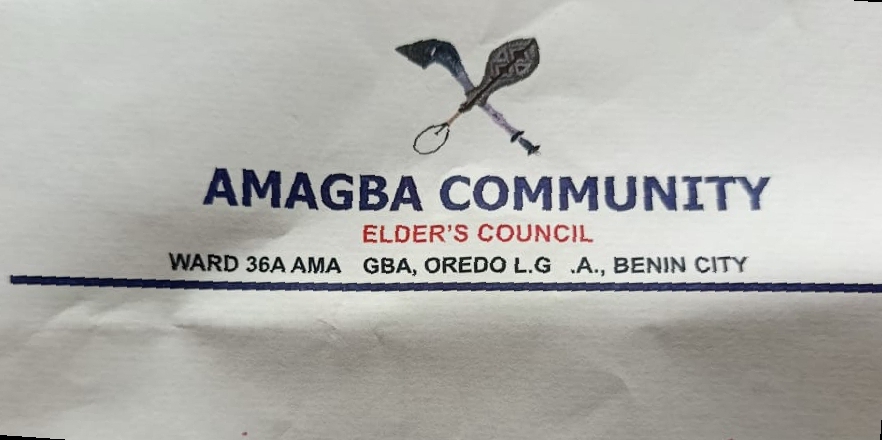 AMAGBA COMMUNITY
ELDER'S COUNCIL
WARD 36A AMA GBA, OREDO L.G .A., BENIN CITY